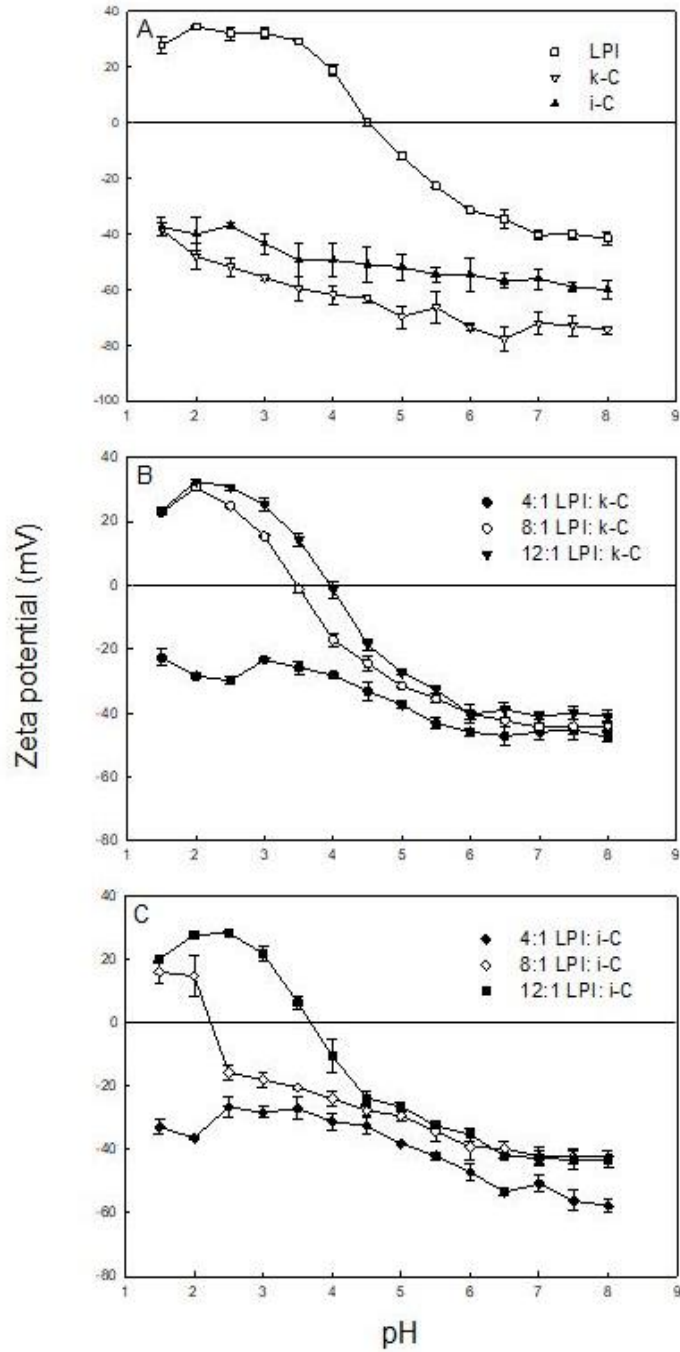 A
LPI
k-C
i-C
40
20
0
-20
-40
-60
-80
-100
1 2 3 4 5 6 7 8 9
B
4:1 LPI: k-C
8:1 LPI: k-C
12:1 LPI: k-C
40
20
0
-20
-40
-60
-80
1 2 3 4 5 6 7 8 9
Zeta potential (mV)
C
4:1 LPI: i-C
8:1 LPI: i-C
12:1 LPI: i-C
40
20
0
-20
-40
-60
-80
1 2 3 4 5 6 7 8 9
pH